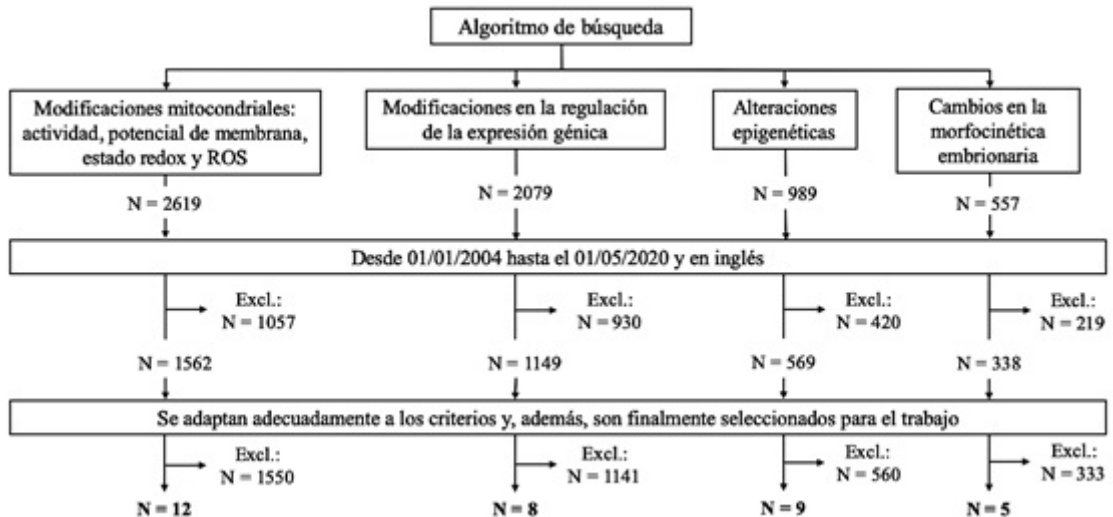 Algoritmo de búsqueda
Modificaciones mitocondriales:
actividad, potencial de membrana,
estado redox y ROS
Modificaciones en la regulación
de la expresión génica
Alteraciones
epigenéticas
Cambios en la
morfocinética
embrionaria
N = 2619
N = 2079
N = 989
N = 557
Desde 01/01/2004 hasta el 01/05/2020 y en inglés
Excl.:
N = 1057
Excl.:
N = 930
Excl.:
N = 420
Excl.:
N = 219
N = 1562
N = 1149
N = 569
N = 338
Se adaptan adecuadamente a los criterios y, además, son finalmente seleccionados para el trabajo
Excl.:
N = 1550
Excl.:
N = 1141
Excl.:
N = 560
Excl.:
N = 333
N = 12
N = 8
N = 9
N = 5